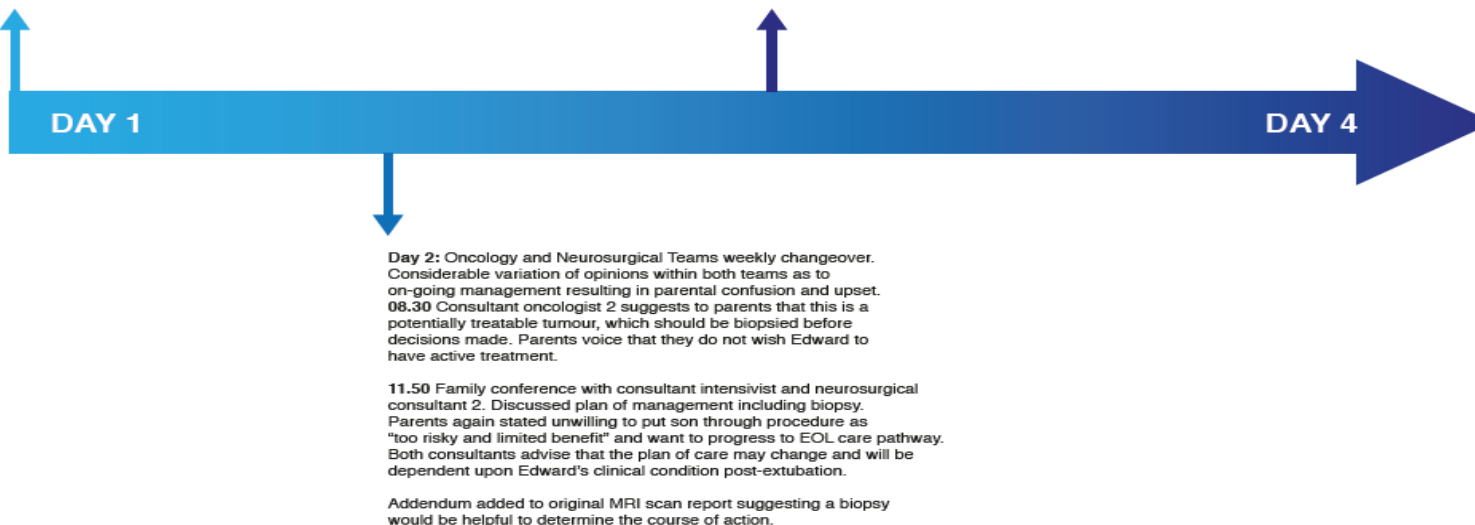 DAY 1
DAY 4
Day 2: Oncology and Neurosurgical Teams weekly changeover.
Considerable variation of opinions within both teams as to
on-going management resulting in parental confusion and upset.
08.30 Consultant oncologist 2 suggests to parents that this is a
potentially treatable tumour, which should be biopsied before
decisions made. Parents voice that they do not wish Edward to
have active treatment.
11.50 Family conference with consultant intensivist and neurosurgical
consultant 2. Discussed plan of management including biopsy.
Parents again stated unwilling to put son through procedure as
“too risky and limited benefit” and want to progress to EOL care pathway.
Both consultants advise that the plan of care may change and will be
dependent upon Edward’s clinical condition post-extubation.
Addendum added to original MRI scan report suggesting a biopsy
would be helpful to determine the course of action.